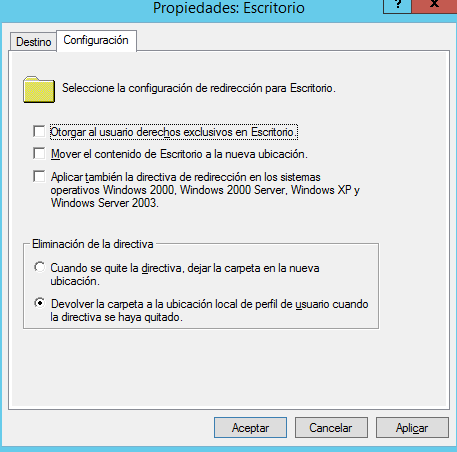 Propiedades: Escritorio
?
x
Destino
Configuración
Seleccione la configuración de redirección para Escritorio.
Otorgar al usuario derechos exclusivos en Escritorio.
Mover el contenido de Escritorio a la nueva ubicación.
Aplicar también la directiva de redirección en los sistemas
operativos Windows 2000, Windows 2000 Server, Windows XP y
Windows Server 2003.
Eliminación de la directiva
Cuando se quite la directiva, dejar la carpeta en la nueva
ubicación.
Devolver la carpeta a la ubicación local de perfil de usuario cuando
la directiva se haya quitado.
Aceptar
Cancelar
Aplicar